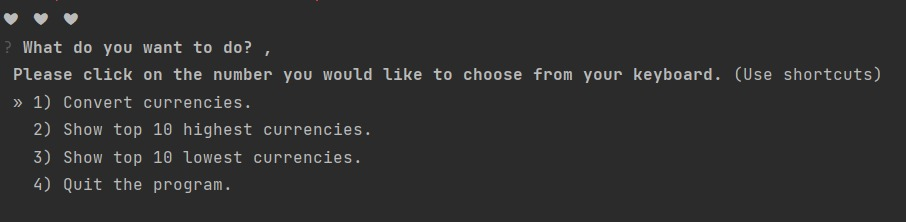 ♥ ♥ ♥
? What do you want to do? ,
Please click on the number you would like to choose from your keyboard. (Use shortcuts)
» 1) Convert currencies.
2) Show top 10 highest currencies.
3) Show top 10 lowest currencies.
4) Quit the program.